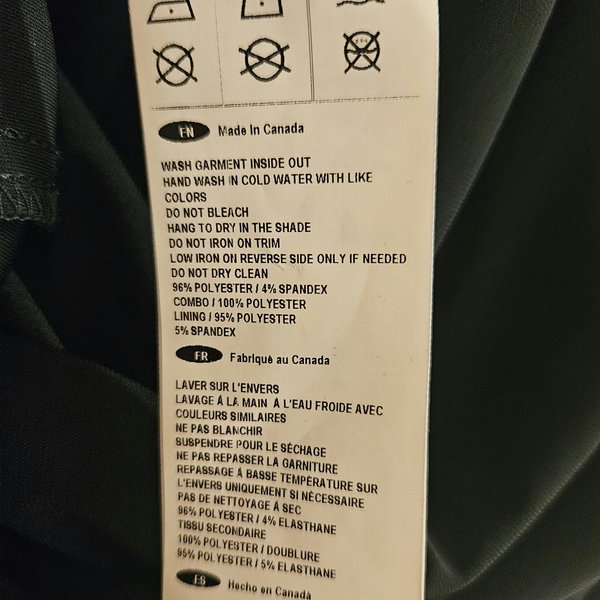 EN Made In Canada
WASH GARMENT INSIDE OUT
HAND WASH IN COLD WATER WITH LIKE
COLORS
DO NOT BLEACH
HANG TO DRY IN THE SHADE
DO NOT IRON ON TRIM
LOW IRON ON REVERSE SIDE ONLY IF NEEDED
DO NOT DRY CLEAN
96% POLYESTER / 4% SPANDEX
COMBO / 100% POLYESTER
LINING / 95% POLYESTER
5% SPANDEX
FR Fabriqué au Canada
LAVER SUR L'ENVERS
LAVAGE À LA MAIN À L'EAU FROIDE AVEC
COULEURS SIMILAIRES
NE PAS BLANCHIR
SUSPENDRE POUR LE SÉCHAGE
NE PAS REPASSER LA GARNITURE
REPASSAGE À BASSE TEMPÉRATURE SUR
L'ENVERS UNIQUEMENT SI NÉCESSAIRE
PAS DE NETTOYAGE À SEC
96% POLYESTER / 4% ELASTHANE
TISSU SECONDAIRE
100% POLYESTER / DOUBLURE
95% POLYESTER / 5% ELASTHANE
ES Hecho en Canada